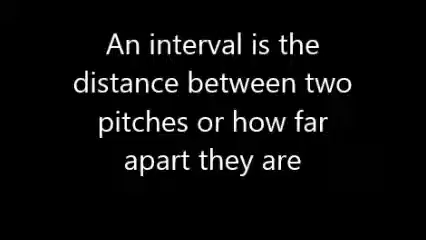 An interval is the
distance between two
pitches or how far
apart they are